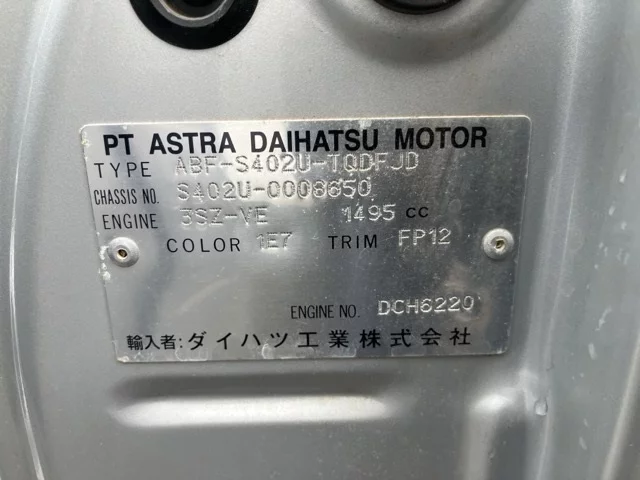 PT ASTRA DAIHATSU MOTOR
TYPE ABF-S402U-TQDFJD
CHASSIS NO. S402U-0008650
ENGINE 3SZ-VE 1495 cc
COLOR 1E7 TRIM FP12
ENGINE NO. DCH6220
輸入者: ダイハツ工業株式会社